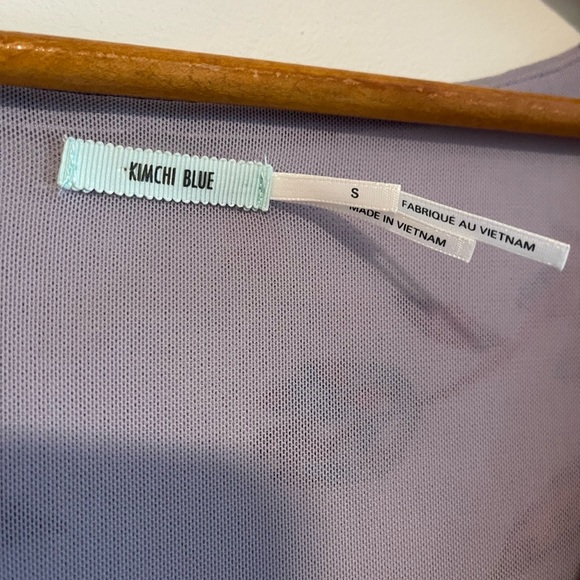 KIMCHI BLUE
S
MADE IN VIETNAM
FABRIQUE AU VIETNAM